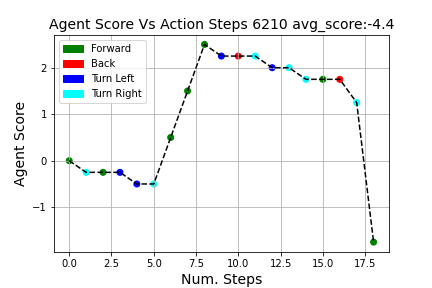 Agent Score Vs Action Steps 6210 avg_score:-4.4
Forward
Back
Turn Left
Turn Right
Agent Score
2
1
0
−1
0.0 2.5 5.0 7.5 10.0 12.5 15.0 17.5
Num. Steps